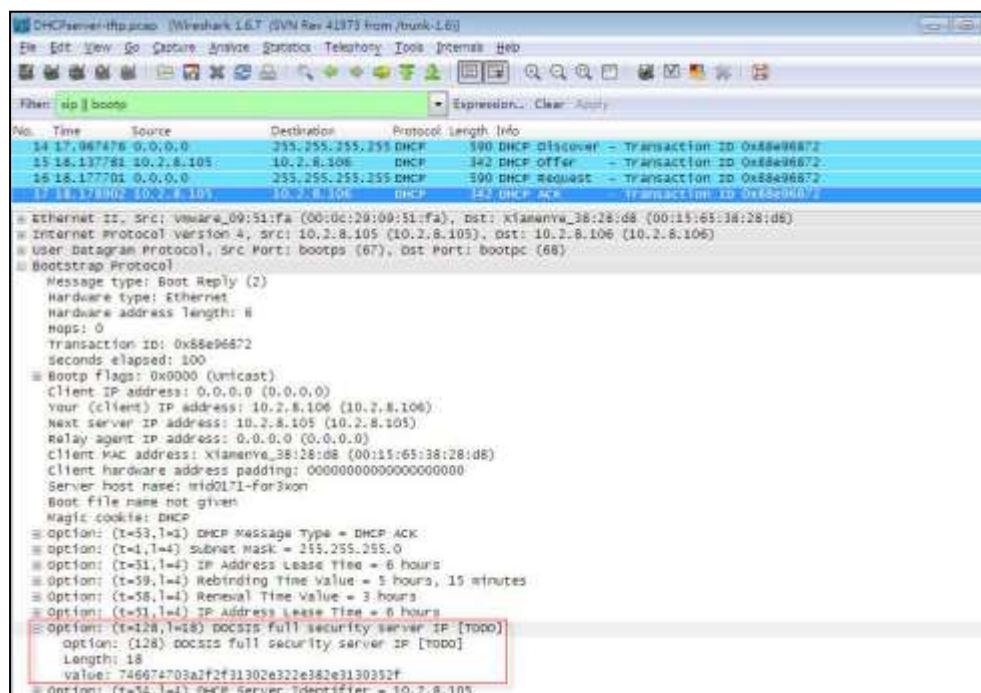 DHCPserver-tftp.pcap [Wireshark 1.6.7 (SVN Rev 41973 from /trunk-1.6)]
File Edit View Go Capture Analyze Statistics Telephony Tools Internals Help
Filter: sip || bootp Expression... Clear Apply
No. Time Source Destination Protocol Length Info
14 17.967476 0.0.0.0 255.255.255.255 DHCP 590 DHCP Discover - Transaction ID 0x88e96872
15 18.137781 10.2.8.105 10.2.8.106 DHCP 342 DHCP Offer - Transaction ID 0x88e96872
16 18.177701 0.0.0.0 255.255.255.255 DHCP 590 DHCP Request - Transaction ID 0x88e96872
17 18.178902 10.2.8.105 10.2.8.106 DHCP 342 DHCP ACK - Transaction ID 0x88e96872
Ethernet II, Src: Vmware_09:51:fa (00:0c:29:09:51:fa), Dst: XiamenYe_38:28:d8 (00:15:65:38:28:d8)
Internet Protocol Version 4, Src: 10.2.8.105 (10.2.8.105), Dst: 10.2.8.106 (10.2.8.106)
User Datagram Protocol, Src Port: bootps (67), Dst Port: bootpc (68)
Bootstrap Protocol
Message type: Boot Reply (2)
Hardware type: Ethernet
Hardware address length: 6
Hops: 0
Transaction ID: 0x88e96872
Seconds elapsed: 100
Bootp flags: 0x0000 (Unicast)
Client IP address: 0.0.0.0 (0.0.0.0)
Your (client) IP address: 10.2.8.106 (10.2.8.106)
Next server IP address: 10.2.8.105 (10.2.8.105)
Relay agent IP address: 0.0.0.0 (0.0.0.0)
Client MAC address: XiamenYe_38:28:d8 (00:15:65:38:28:d8)
Client hardware address padding: 00000000000000000000
Server host name: mid0171-for3xon
Boot file name not given
Magic cookie: DHCP
Option: (t=53,l=1) DHCP Message Type = DHCP ACK
Option: (t=1,l=4) Subnet Mask = 255.255.255.0
Option: (t=51,l=4) IP Address Lease Time = 6 hours
Option: (t=59,l=4) Rebinding Time Value = 5 hours, 15 minutes
Option: (t=58,l=4) Renewal Time Value = 3 hours
Option: (t=51,l=4) IP Address Lease Time = 6 hours
Option: (t=128,l=18) DOCSIS full security server IP [TODO]
Option: (128) DOCSIS full security server IP [TODO]
Length: 18
Value: 746674703a2f2f31302e322e382e3130352f
Option: (t=54,l=4) DHCP Server Identifier = 10.2.8.105